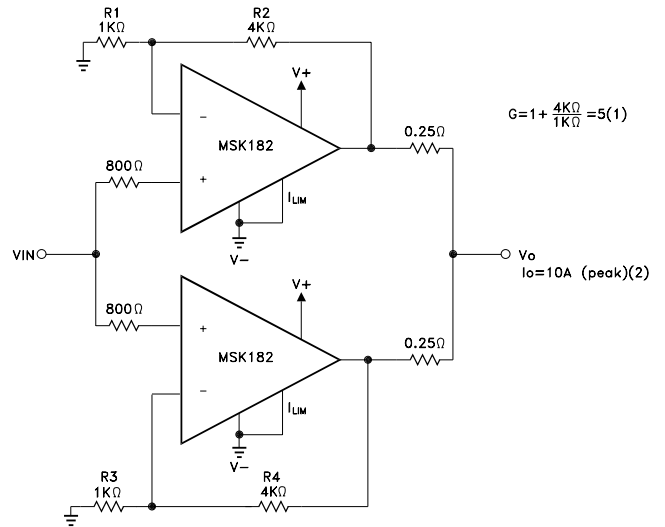 R1
1KΩ
R2
4KΩ
V+
−
MSK182
+
800Ω
ILIM
V−
0.25Ω
G=1+4KΩ/1KΩ=5(1)
VIN
Vo
Io=10A (peak)(2)
800Ω
V+
+
MSK182
−
ILIM
V−
0.25Ω
R3
1KΩ
R4
4KΩ